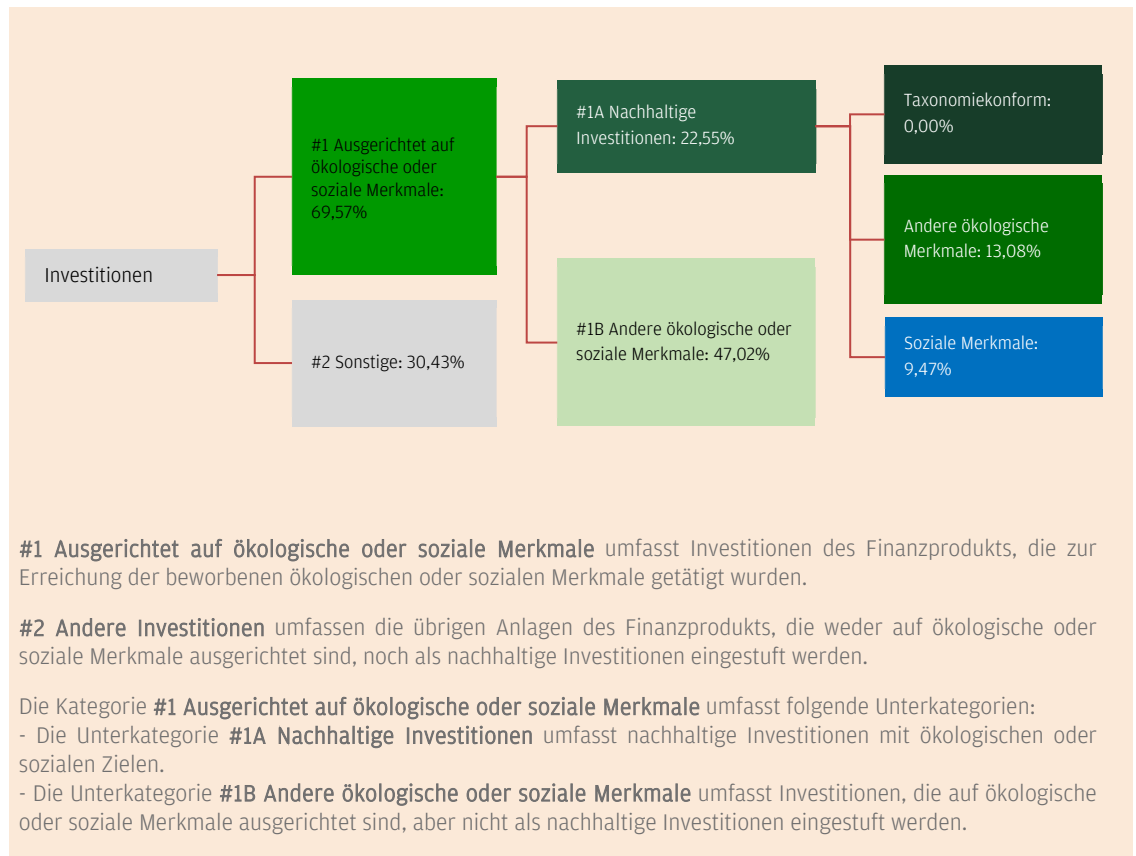 Investitionen
#1 Ausgerichtet auf
ökologische oder
soziale Merkmale:
69,57%
#2 Sonstige: 30,43%
#1A Nachhaltige
Investitionen: 22,55%
#1B Andere ökologische oder
soziale Merkmale: 47,02%
Taxonomiekonform:
0,00%
Andere ökologische
Merkmale: 13,08%
Soziale Merkmale:
9,47%
#1 Ausgerichtet auf ökologische oder soziale Merkmale umfasst Investitionen des Finanzprodukts, die zur
Erreichung der beworbenen ökologischen oder sozialen Merkmale getätigt wurden.
#2 Andere Investitionen umfassen die übrigen Anlagen des Finanzprodukts, die weder auf ökologische oder
soziale Merkmale ausgerichtet sind, noch als nachhaltige Investitionen eingestuft werden.
Die Kategorie #1 Ausgerichtet auf ökologische oder soziale Merkmale umfasst folgende Unterkategorien:
- Die Unterkategorie #1A Nachhaltige Investitionen umfasst nachhaltige Investitionen mit ökologischen oder
sozialen Zielen.
- Die Unterkategorie #1B Andere ökologische oder soziale Merkmale umfasst Investitionen, die auf ökologische
oder soziale Merkmale ausgerichtet sind, aber nicht als nachhaltige Investitionen eingestuft werden.